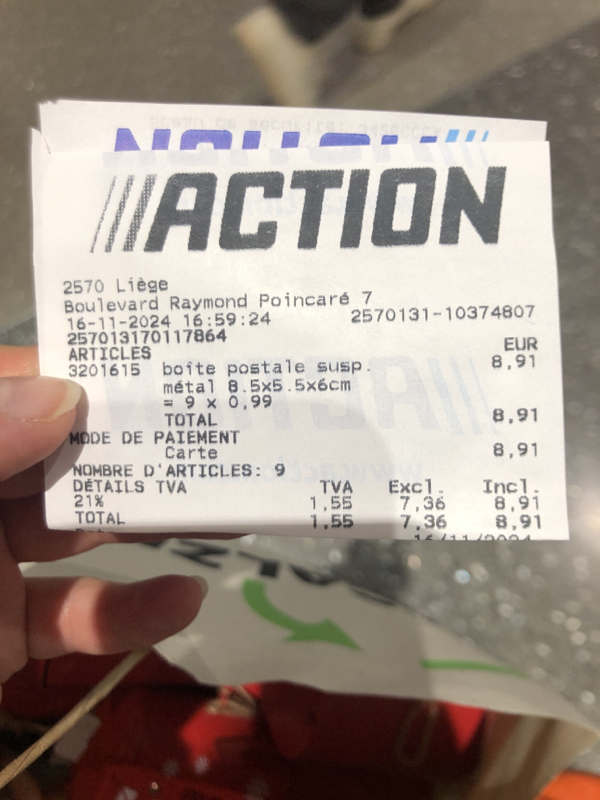 ACTION
2570 Liège
Boulevard Raymond Poincaré 7
16-11-2024 16:59:24 2570131-10374807
257013170117864
ARTICLES EUR
3201615 boîte postale susp. 8,91
métal 8.5x5.5x6cm
= 9 x 0,99
TOTAL 8,91
MODE DE PAIEMENT
Carte 8,91
NOMBRE D'ARTICLES: 9
DÉTAILS TVA TVA Excl. Incl.
21% 1,55 7,36 8,91
TOTAL 1,55 7,36 8,91
16/11/2024